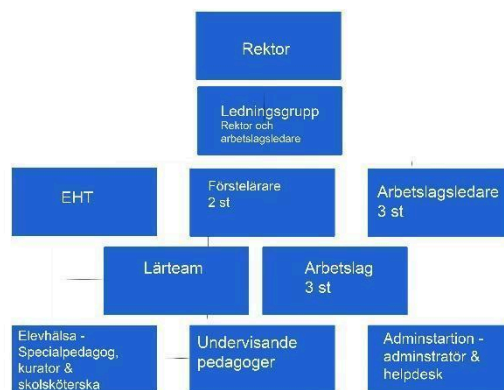 Rektor
Ledningsgrupp
Rektor och
arbetslagsledare
EHT
Förstelärare
2 st
Arbetslagsledare
3 st
Lärteam
Arbetslag
3 st
Elevhälsa -
Specialpedagog,
kurator &
skolsköterska
Undervisande
pedagoger
Adminstartion -
adminstratör &
helpdesk